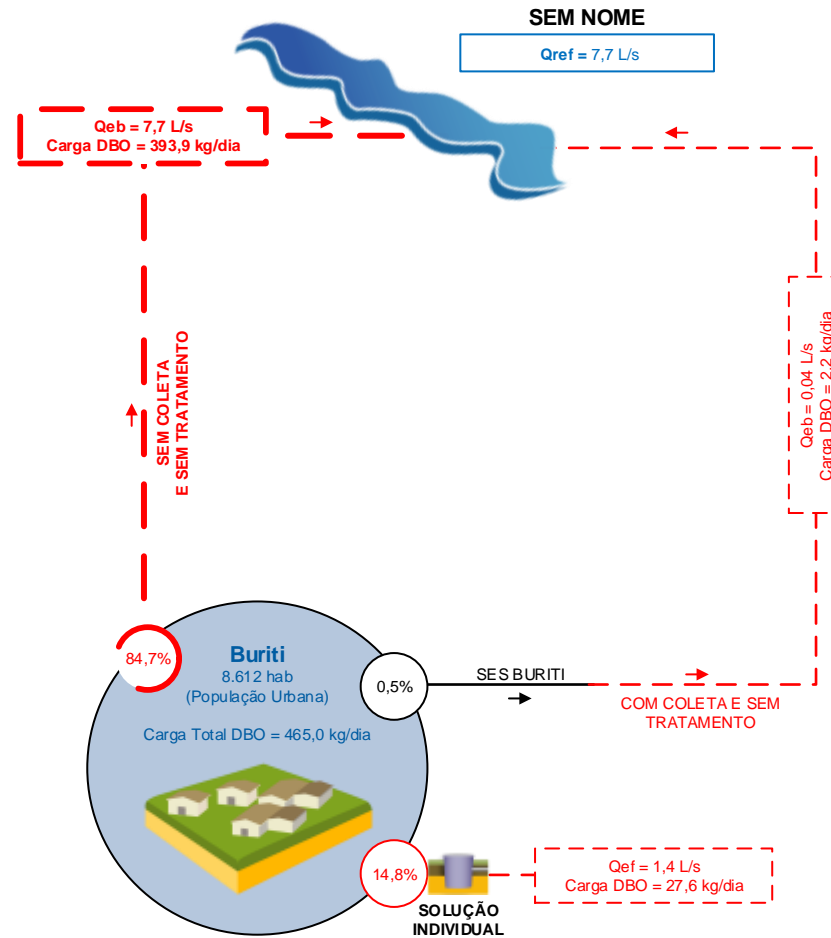 SEM NOME
Qref = 7,7 L/s
Qeb = 7,7 L/s
Carga DBO = 393,9 kg/dia
SEM COLETA
E SEM TRATAMENTO
Qeb = 0,04 L/s
Carga DBO = 2,2 kg/dia
84,7%
Buriti
8.612 hab
(População Urbana)
Carga Total DBO = 465,0 kg/dia
0,5%
SES BURITI
COM COLETA E SEM
TRATAMENTO
14,8%
SOLUÇÃO
INDIVIDUAL
Qef = 1,4 L/s
Carga DBO = 27,6 kg/dia